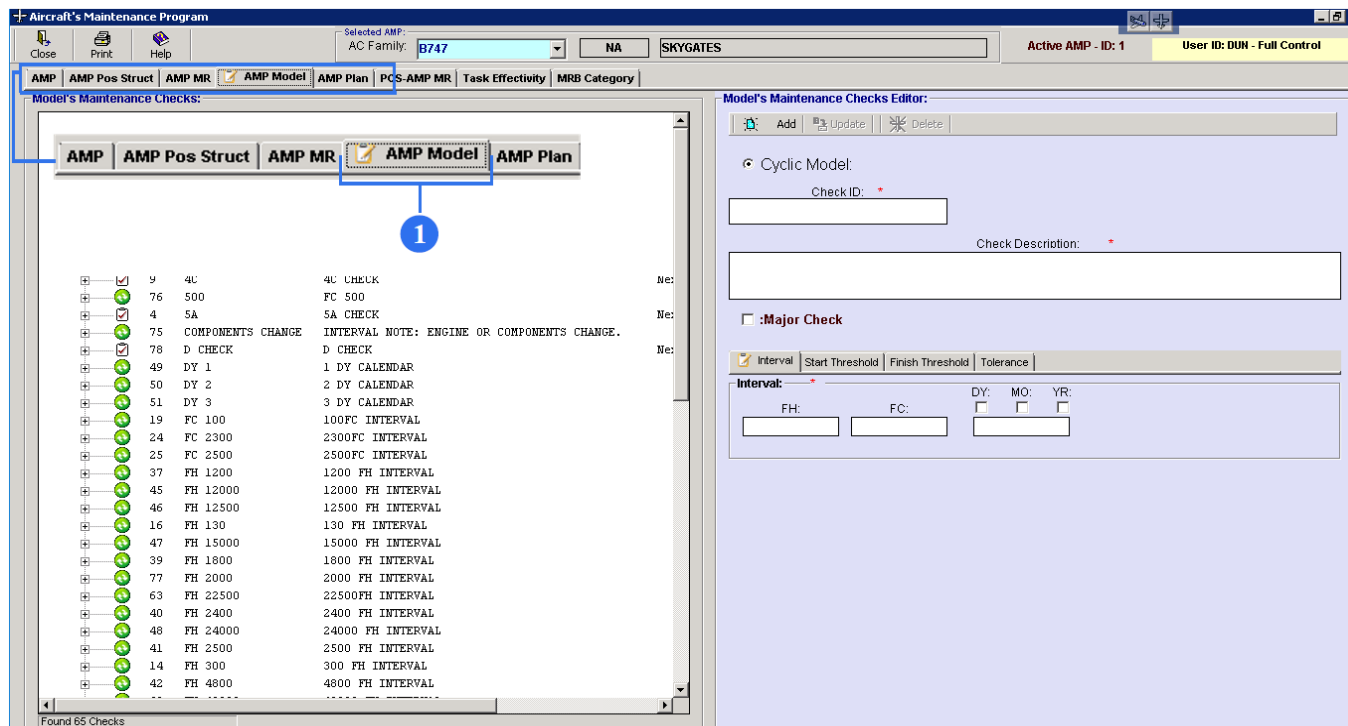 Aircraft's Maintenance Program
Close Print Help
Selected AMP:
AC Family: B747 NA SKYGATES
Active AMP - ID: 1 User ID: DUN - Full Control
AMP AMP Pos Struct AMP MR AMP Model AMP Plan POS-AMP MR Task Effectivity MRB Category
Model's Maintenance Checks:
AMP AMP Pos Struct AMP MR AMP Model AMP Plan
1
9 4C 4C CHECK Ne
76 500 FC 500
4 5A 5A CHECK Ne
75 COMPONENTS CHANGE INTERVAL NOTE: ENGINE OR COMPONENTS CHANGE.
78 D CHECK D CHECK Ne
49 DY 1 1 DY CALENDAR
50 DY 2 2 DY CALENDAR
51 DY 3 3 DY CALENDAR
19 FC 100 100FC INTERVAL
24 FC 2300 2300FC INTERVAL
25 FC 2500 2500FC INTERVAL
37 FH 1200 1200 FH INTERVAL
45 FH 12000 12000 FH INTERVAL
46 FH 12500 12500 FH INTERVAL
16 FH 130 130 FH INTERVAL
47 FH 15000 15000 FH INTERVAL
39 FH 1800 1800 FH INTERVAL
77 FH 2000 2000 FH INTERVAL
63 FH 22500 22500FH INTERVAL
40 FH 2400 2400 FH INTERVAL
48 FH 24000 24000 FH INTERVAL
41 FH 2500 2500 FH INTERVAL
14 FH 300 300 FH INTERVAL
42 FH 4800 4800 FH INTERVAL
Found 65 Checks
Model's Maintenance Checks Editor:
Add Update Delete
Cyclic Model:
Check ID: *
Check Description: *
:Major Check
Interval Start Threshold Finish Threshold Tolerance
Interval: *
FH: FC: DY: MO: YR: